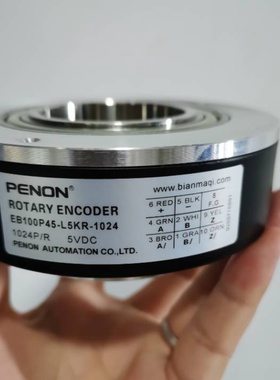 PENON®
www.bianmaqi.com
ROTARY ENCODER
EB100P45-L5KR-1024
1024P/R 5VDC
PENON AUTOMATION CO.,LTD.
6 RED + 5 BLK - 8 F.G
4 GRN A 2 WHI B 9 YEL Z
3 BRO A/ 1 GRA B/ 10 ORN Z/